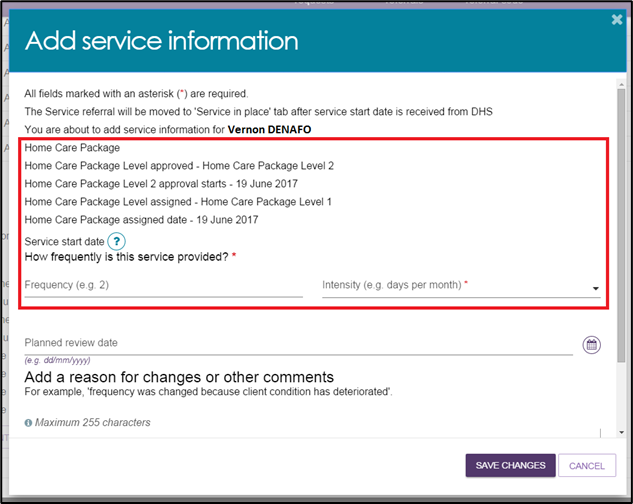 Add service information
All fields marked with an asterisk (*) are required.
The Service referral will be moved to 'Service in place' tab after service start date is received from DHS
You are about to add service information for Vernon DENAFO
Home Care Package
Home Care Package Level approved - Home Care Package Level 2
Home Care Package Level 2 approval starts - 19 June 2017
Home Care Package Level assigned - Home Care Package Level 1
Home Care Package assigned date - 19 June 2017
Service start date ?
How frequently is this service provided? *
Frequency (e.g. 2) Intensity (e.g. days per month) *
Planned review date
(e.g. dd/mm/yyyy)
Add a reason for changes or other comments
For example, 'frequency was changed because client condition has deteriorated'.
Maximum 255 characters
SAVE CHANGES CANCEL